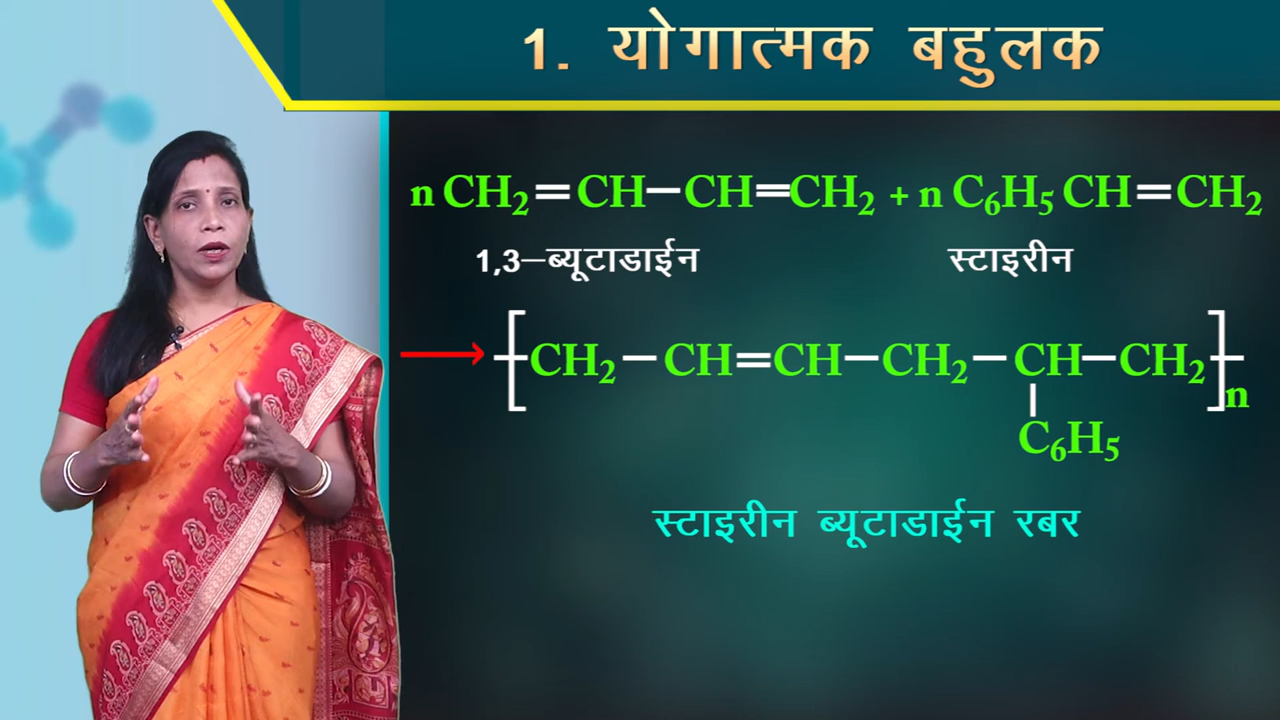 1. योगात्मक बहुलक
n CH₂=CH—CH=CH₂ + n C₆H₅ CH=CH₂
1,3—ब्यूटाडाईन स्टाइरीन
→ [—CH₂—CH=CH—CH₂—CH—CH₂—]n
|
C₆H₅
स्टाइरीन ब्यूटाडाईन रबर